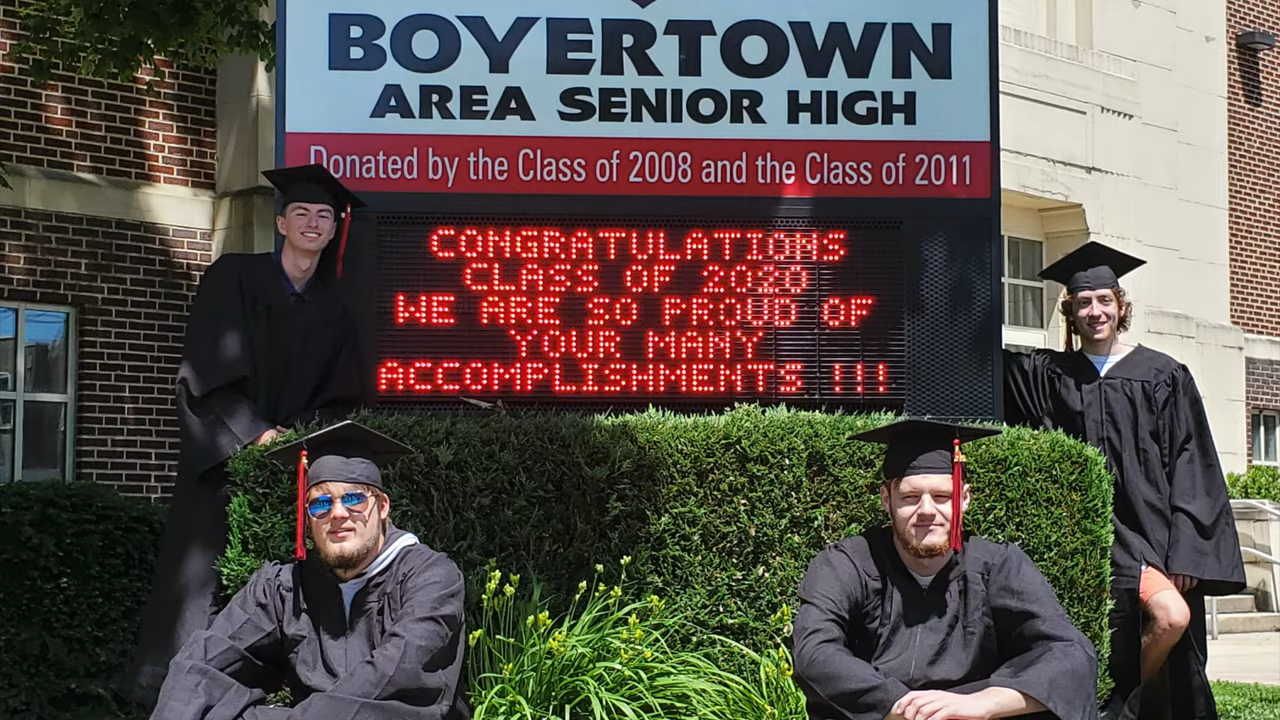 BOYERTOWN
AREA SENIOR HIGH
Donated by the Class of 2008 and the Class of 2011
CONGRATULATIONS
CLASS OF 2020
WE ARE SO PROUD OF
YOUR MANY
ACCOMPLISHMENTS !!!